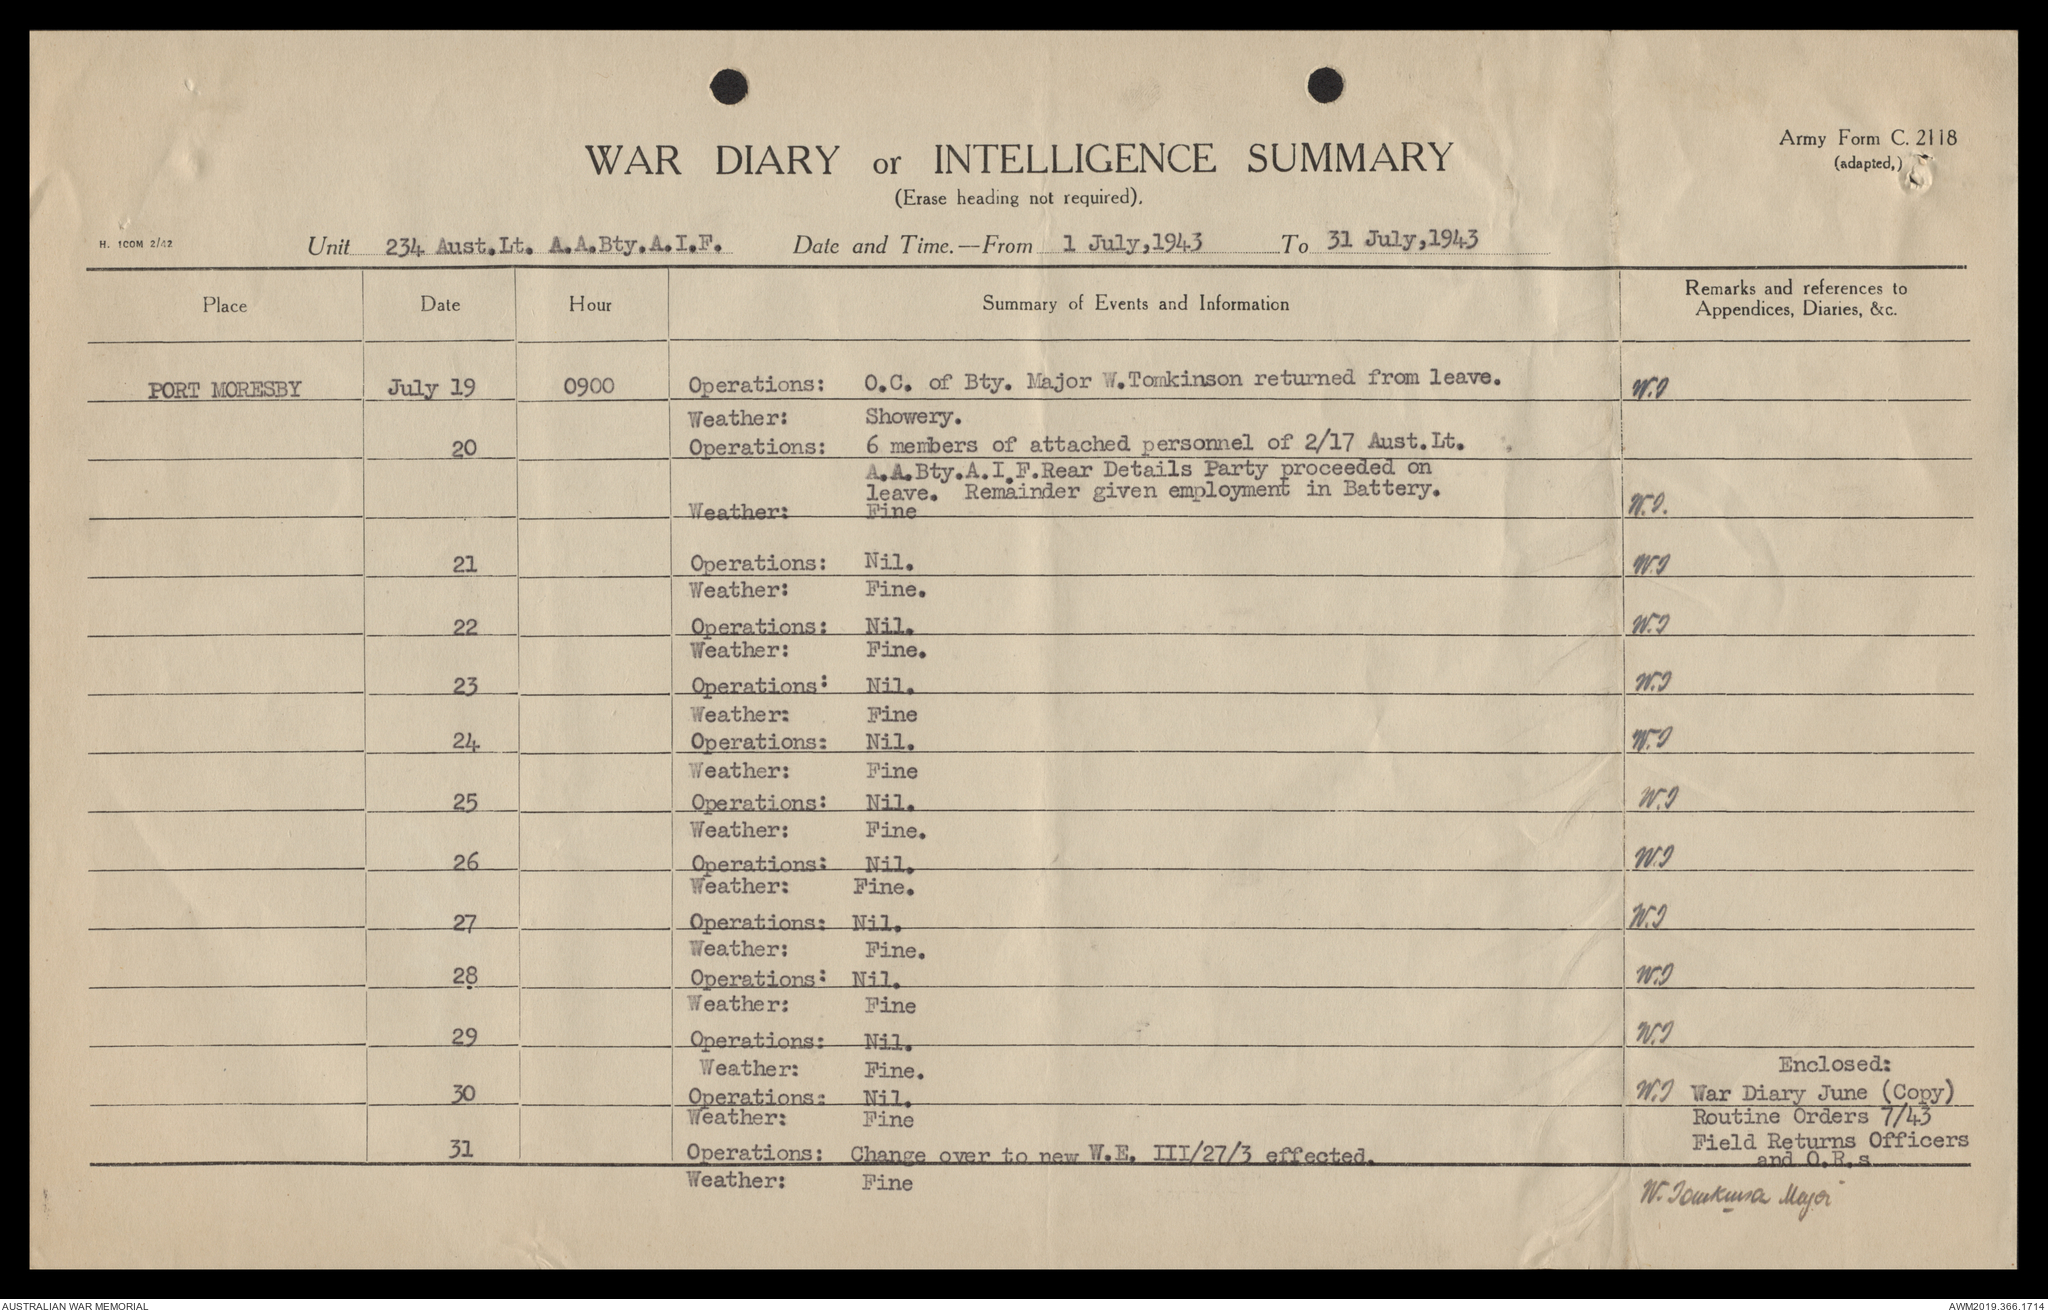 Army Form C. 2118
(adapted,)
WAR DIARY or INTELLIGENCE SUMMARY
(Erase heading not required).
H. 1COM 2/42
Unit 234 Aust.Lt. A.A.Bty.A.I.F. Date and Time.—From 1 July,1943 To 31 July,1943
Place Date Hour Summary of Events and Information Remarks and references to
Appendices, Diaries, &c.
PORT MORESBY July 19 0900 Operations: O.C. of Bty. Major W.Tomkinson returned from leave. W.T
Weather: Showery.
20 Operations: 6 members of attached personnel of 2/17 Aust.Lt.
A.A.Bty.A.I.F.Rear Details Party proceeded on
leave. Remainder given employment in Battery.
Weather: Fine W.T.
21 Operations: Nil. W.T
Weather: Fine.
22 Operations: Nil. W.T
Weather: Fine.
23 Operations: Nil. W.T
Weather: Fine
24 Operations: Nil. W.T
Weather: Fine
25 Operations: Nil. W.T
Weather: Fine.
26 Operations: Nil. W.T
Weather: Fine.
27 Operations: Nil. W.T
Weather: Fine.
28 Operations: Nil. W.T
Weather: Fine
29 Operations: Nil. W.T
Weather: Fine. Enclosed:
30 Operations: Nil. W.T War Diary June (Copy)
Weather: Fine Routine Orders 7/43
31 Operations: Change over to new W.E. III/27/3 effected. Field Returns Officers
and O.R.s
Weather: Fine
W. Tomkinson Major
AUSTRALIAN WAR MEMORIAL
AWM2019.366.1714